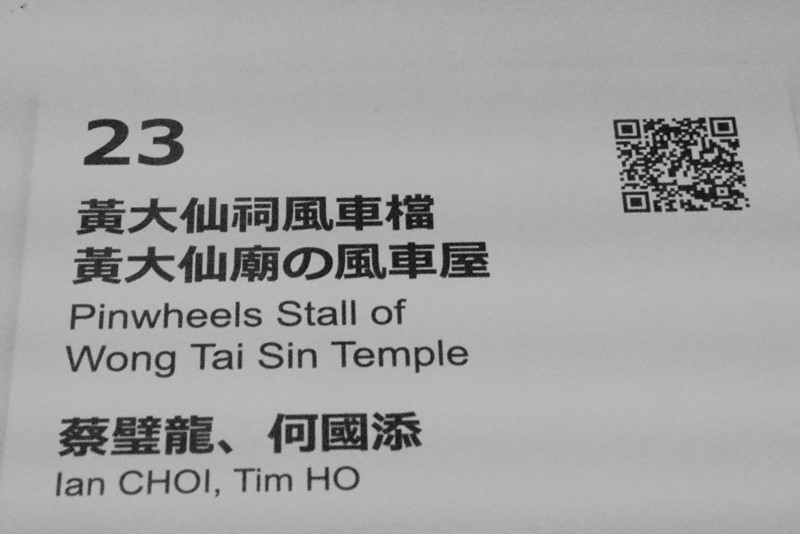 23
黃大仙祠風車檔
黃大仙廟の風車屋
Pinwheels Stall of
Wong Tai Sin Temple
蔡璧龍、何國添
Ian CHOI, Tim HO